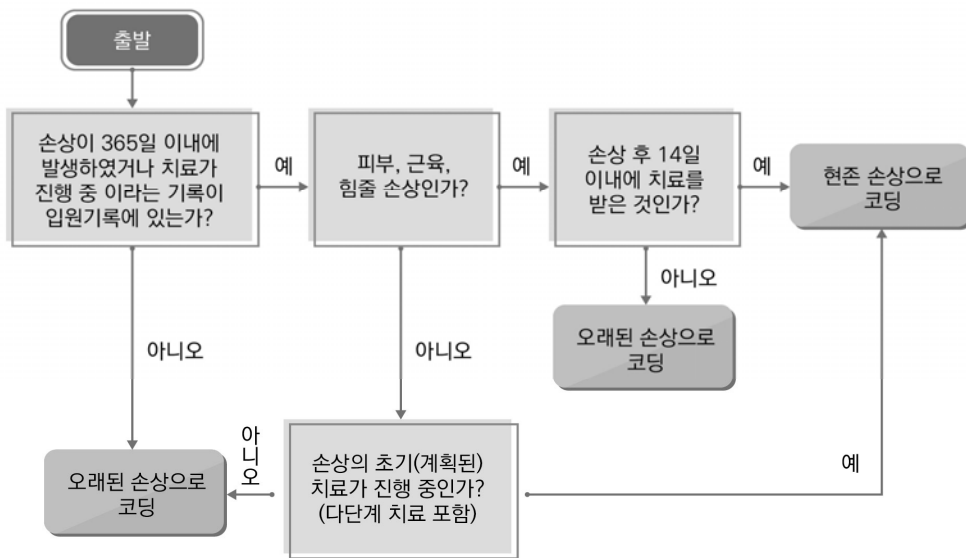 출발
손상이 365일 이내에
발생하였거나 치료가
진행 중 이라는 기록이
입원기록에 있는가?
예
피부, 근육,
힘줄 손상인가?
예
손상 후 14일
이내에 치료를
받은 것인가?
예
현존 손상으로
코딩
아니오
오래된 손상으로
코딩
아니오
아니오
손상의 초기(계획된)
치료가 진행 중인가?
(다단계 치료 포함)
예
아니오
오래된 손상으로
코딩